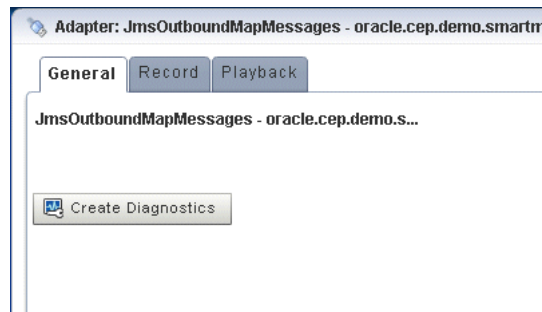 Adapter: JmsOutboundMapMessages - oracle.cep.demo.smartm
General Record Playback
JmsOutboundMapMessages - oracle.cep.demo.s...
Create Diagnostics